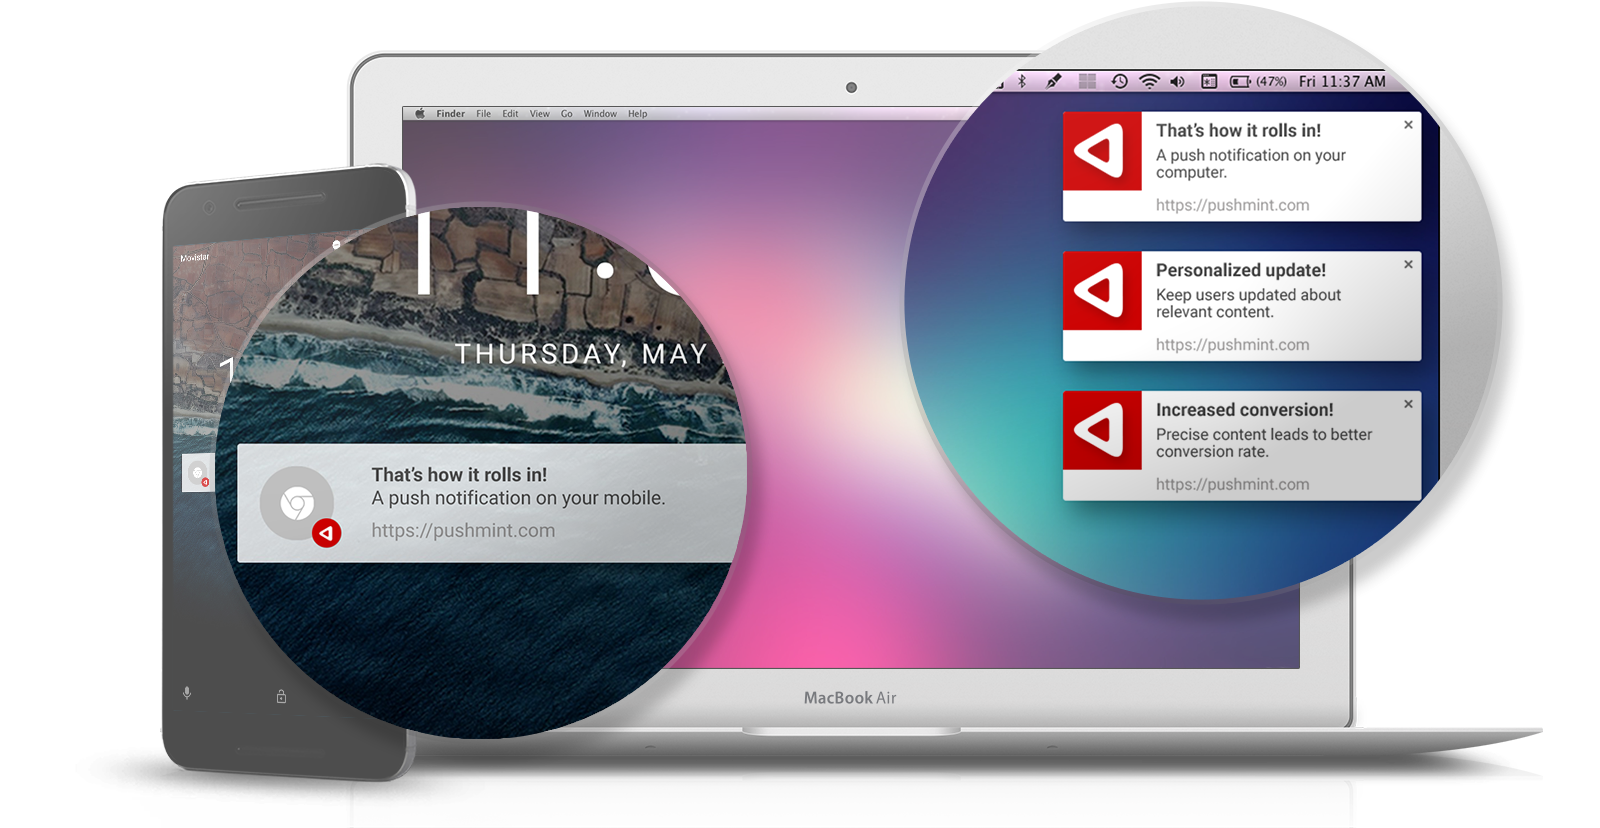 Finder File Edit View Go Window Help
(47%) Fri 11:37 AM
That's how it rolls in!
A push notification on your
computer.
https://pushmint.com
Personalized update!
Keep users updated about
relevant content.
https://pushmint.com
Increased conversion!
Precise content leads to better
conversion rate.
https://pushmint.com
Movistar
THURSDAY, MAY
That's how it rolls in!
A push notification on your mobile.
https://pushmint.com
MacBook Air